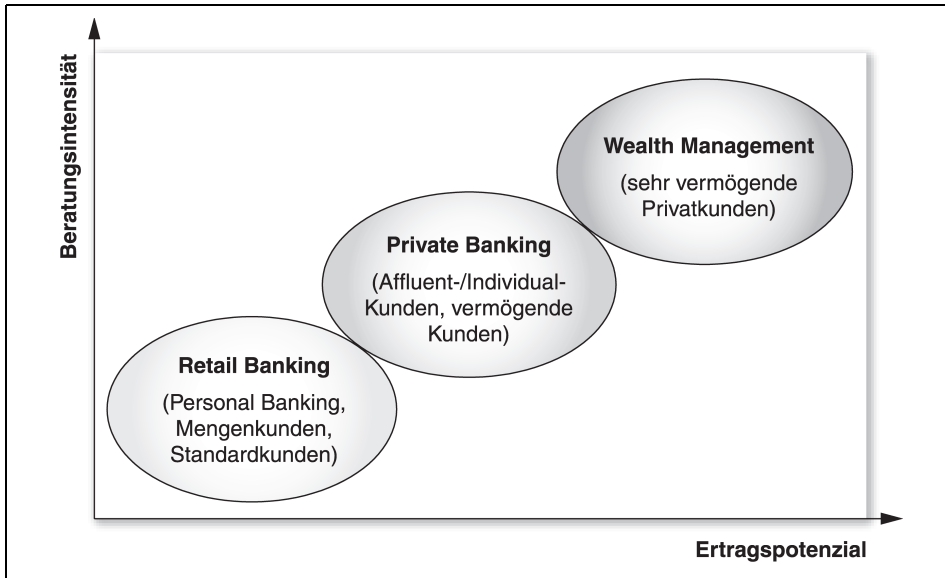 Beratungsintensität
Wealth Management
(sehr vermögende
Privatkunden)
Private Banking
(Affluent-/Individual-
Kunden, vermögende
Kunden)
Retail Banking
(Personal Banking,
Mengenkunden,
Standardkunden)
Ertragspotenzial